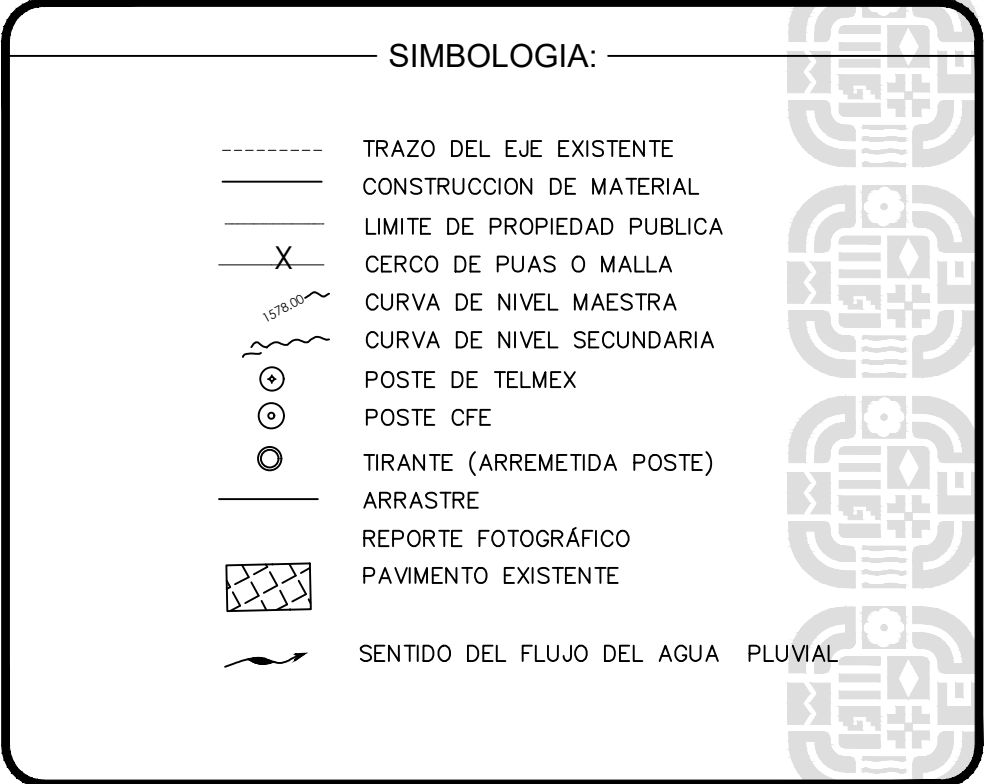 SIMBOLOGIA:
TRAZO DEL EJE EXISTENTE
CONSTRUCCION DE MATERIAL
LIMITE DE PROPIEDAD PUBLICA
X CERCO DE PUAS O MALLA
1578.00 CURVA DE NIVEL MAESTRA
CURVA DE NIVEL SECUNDARIA
POSTE DE TELMEX
POSTE CFE
TIRANTE (ARREMETIDA POSTE)
ARRASTRE
REPORTE FOTOGRÁFICO
PAVIMENTO EXISTENTE
SENTIDO DEL FLUJO DEL AGUA PLUVIAL